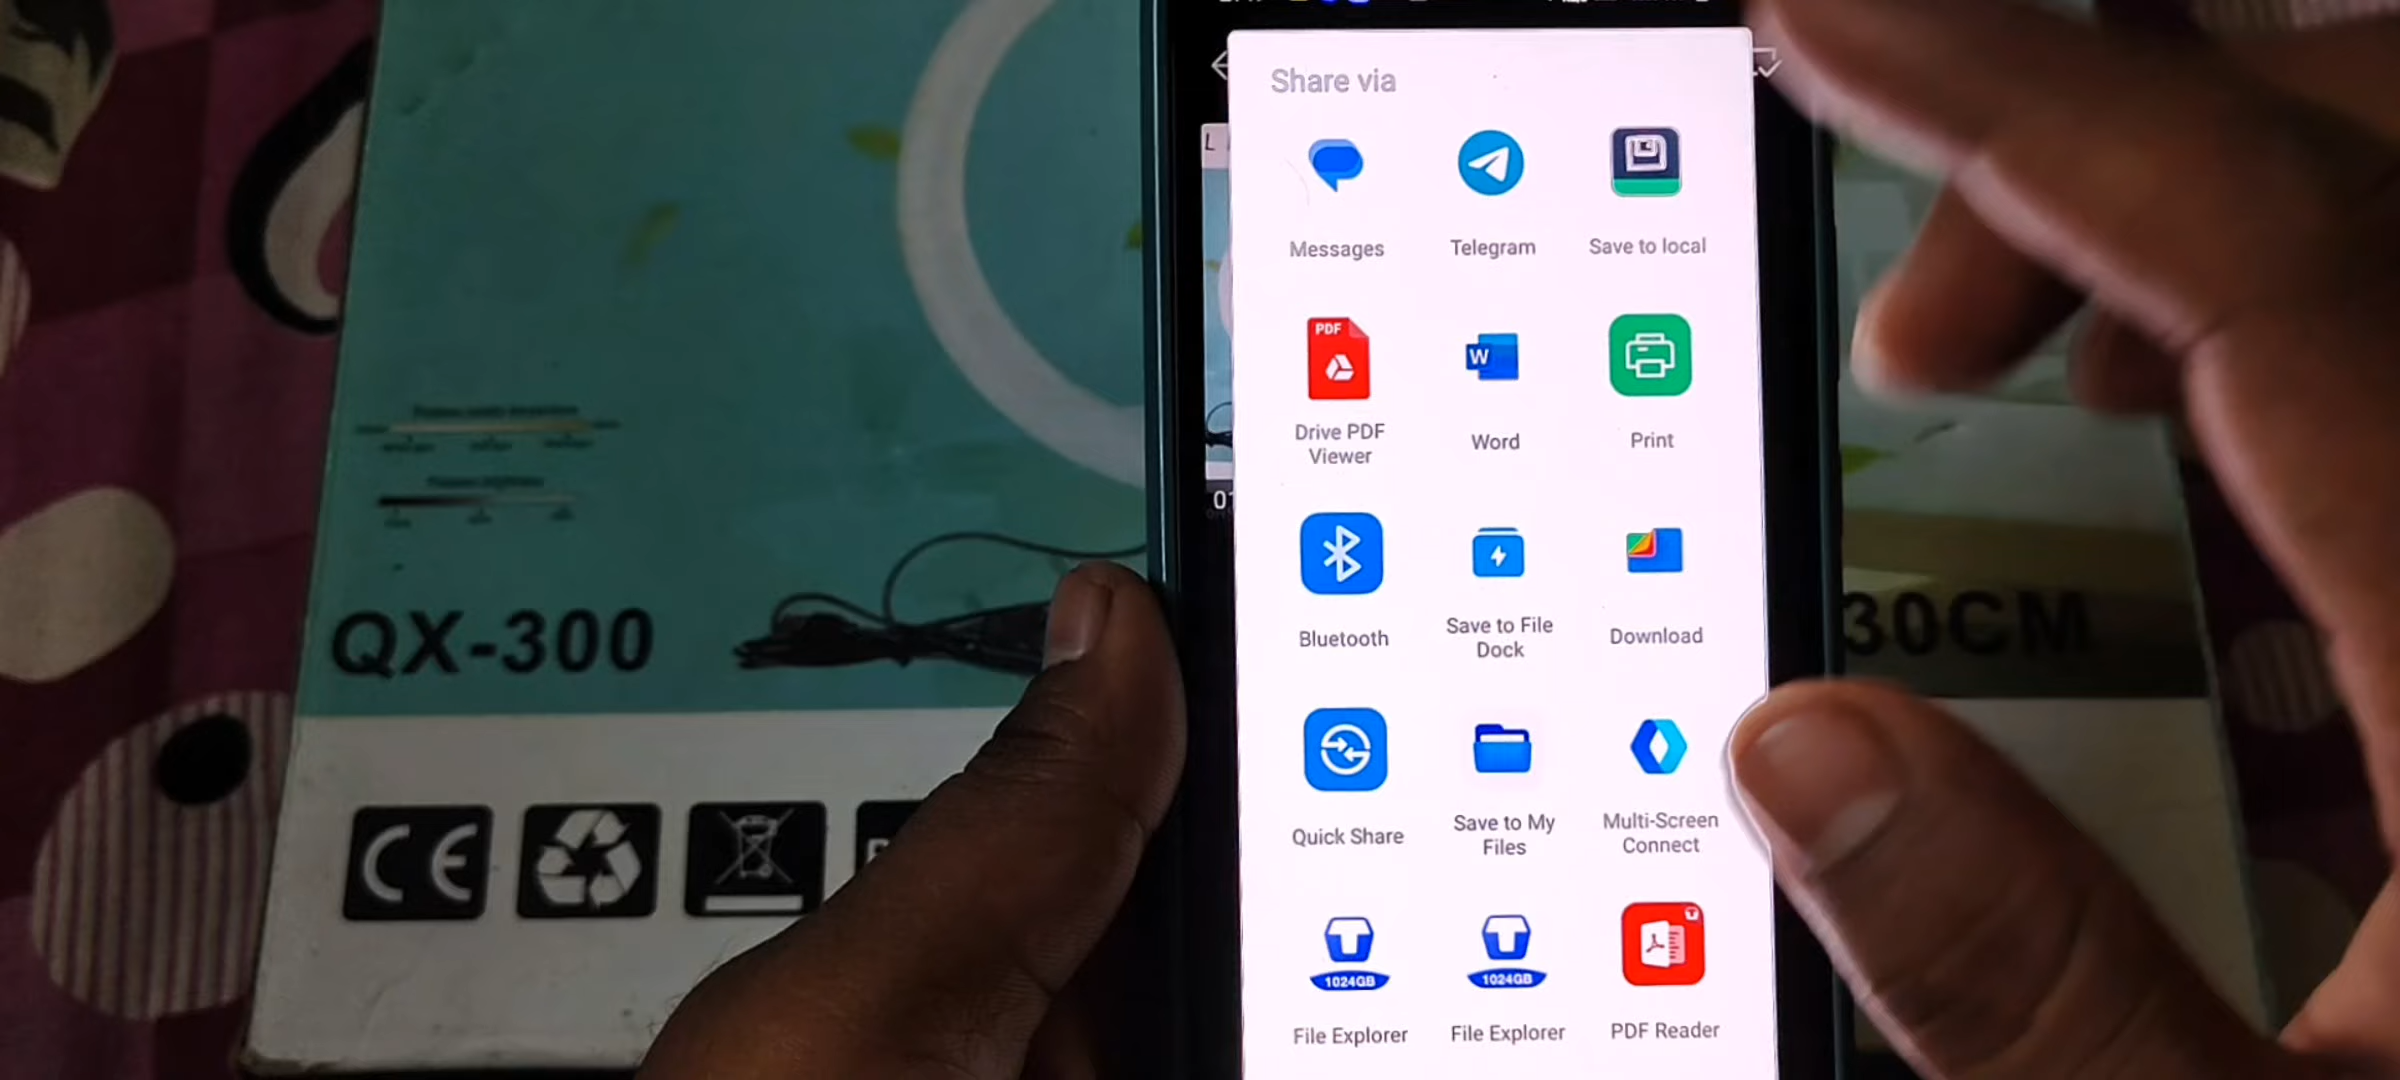 Share via
Messages
Telegram
Save to local
PDF
Drive PDF
Viewer
W
Word
Print
Bluetooth
Save to File
Dock
Download
Quick Share
Save to My
Files
Multi-Screen
Connect
1024GB
File Explorer
1024GB
File Explorer
PDF Reader
L
01
QX-300
30CM
CE